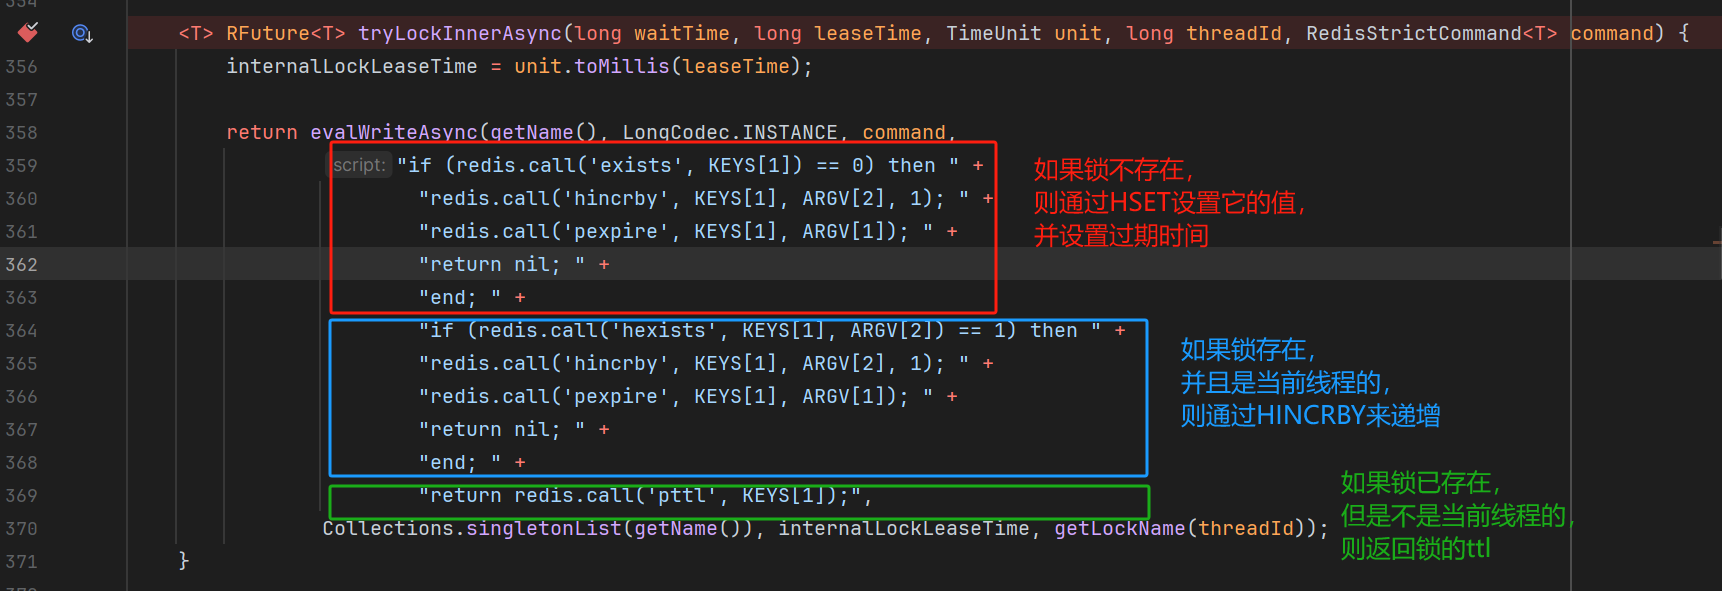 <T> RFuture<T> tryLockInnerAsync(long waitTime, long leaseTime, TimeUnit unit, long threadId, RedisStrictCommand<T> command) {
356 internalLockLeaseTime = unit.toMillis(leaseTime);
357
358 return evalWriteAsync(getName(), LongCodec.INSTANCE, command,
359 script: "if (redis.call('exists', KEYS[1]) == 0) then " +
360 "redis.call('hincrby', KEYS[1], ARGV[2], 1); " +
361 "redis.call('pexpire', KEYS[1], ARGV[1]); " +
362 "return nil; " +
363 "end; " +
如果锁不存在，
则通过HSET设置它的值，
并设置过期时间
364 "if (redis.call('hexists', KEYS[1], ARGV[2]) == 1) then " +
365 "redis.call('hincrby', KEYS[1], ARGV[2], 1); " +
366 "redis.call('pexpire', KEYS[1], ARGV[1]); " +
367 "return nil; " +
368 "end; " +
如果锁存在，
并且是当前线程的，
则通过HINCRBY来递增
369 "return redis.call('pttl', KEYS[1]);",
370 Collections.singletonList(getName()), internalLockLeaseTime, getLockName(threadId));
371 }
如果锁已存在，
但是不是当前线程的，
则返回锁的ttl